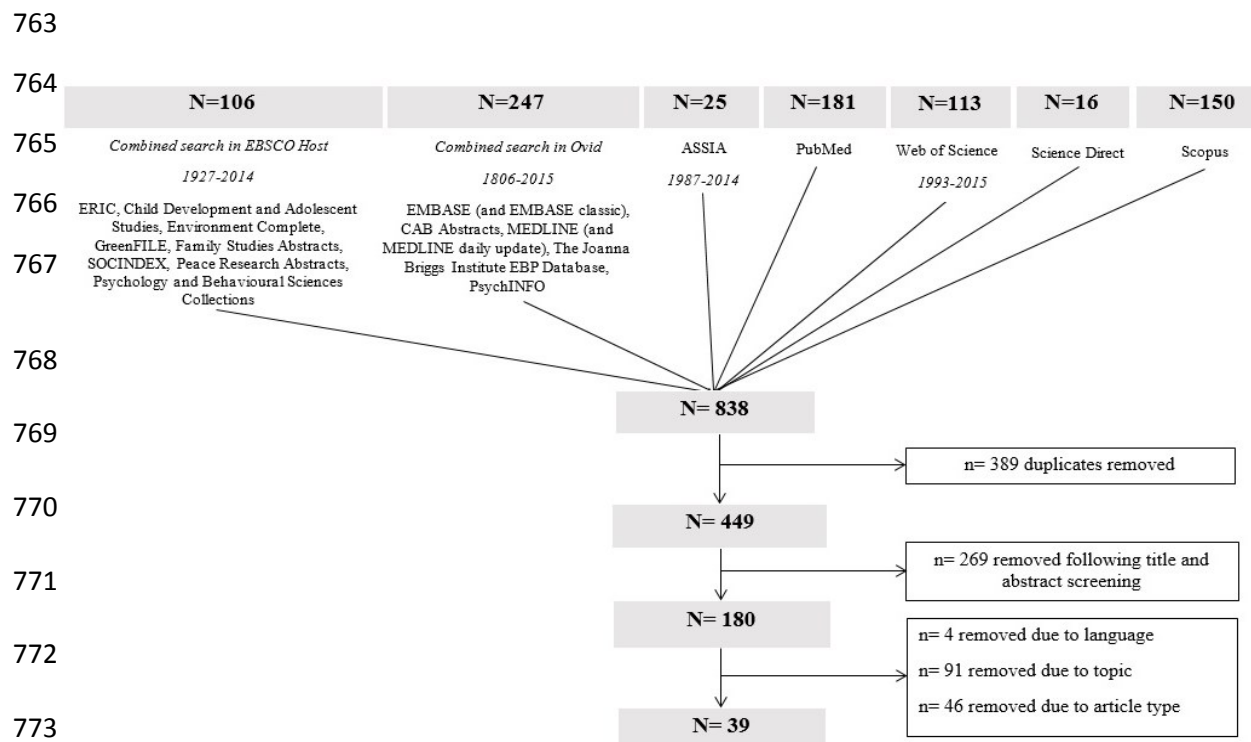 763
764
N=106 N=247 N=25 N=181 N=113 N=16 N=150
765
Combined search in EBSCO Host
1927-2014
ERIC, Child Development and Adolescent
Studies, Environment Complete,
GreenFILE, Family Studies Abstracts,
SOCINDEX, Peace Research Abstracts,
Psychology and Behavioural Sciences
Collections
Combined search in Ovid
1806-2015
EMBASE (and EMBASE classic),
CAB Abstracts, MEDLINE (and
MEDLINE daily update), The Joanna
Briggs Institute EBP Database,
PsychINFO
ASSIA
1987-2014
PubMed
Web of Science
1993-2015
Science Direct
Scopus
766
767
768
N= 838
769
n= 389 duplicates removed
770
N= 449
n= 269 removed following title and
abstract screening
771
N= 180
n= 4 removed due to language
772
n= 91 removed due to topic
n= 46 removed due to article type
773
N= 39